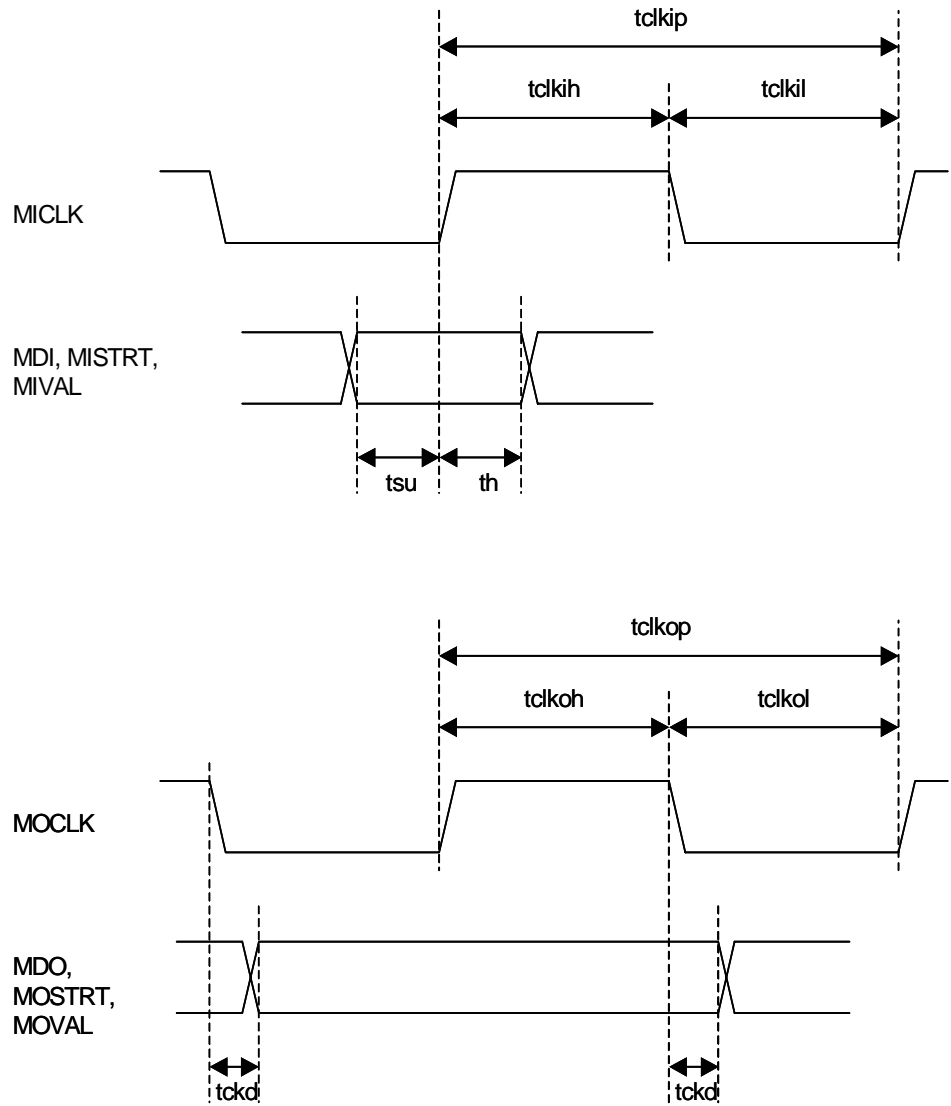 tclkip
tclkih
tclkil
MICLK
MDI, MISTRT,
MIVAL
tsu
th
tclkop
tclkoh
tclkol
MOCLK
MDO,
MOSTRT,
MOVAL
tckd
tckd